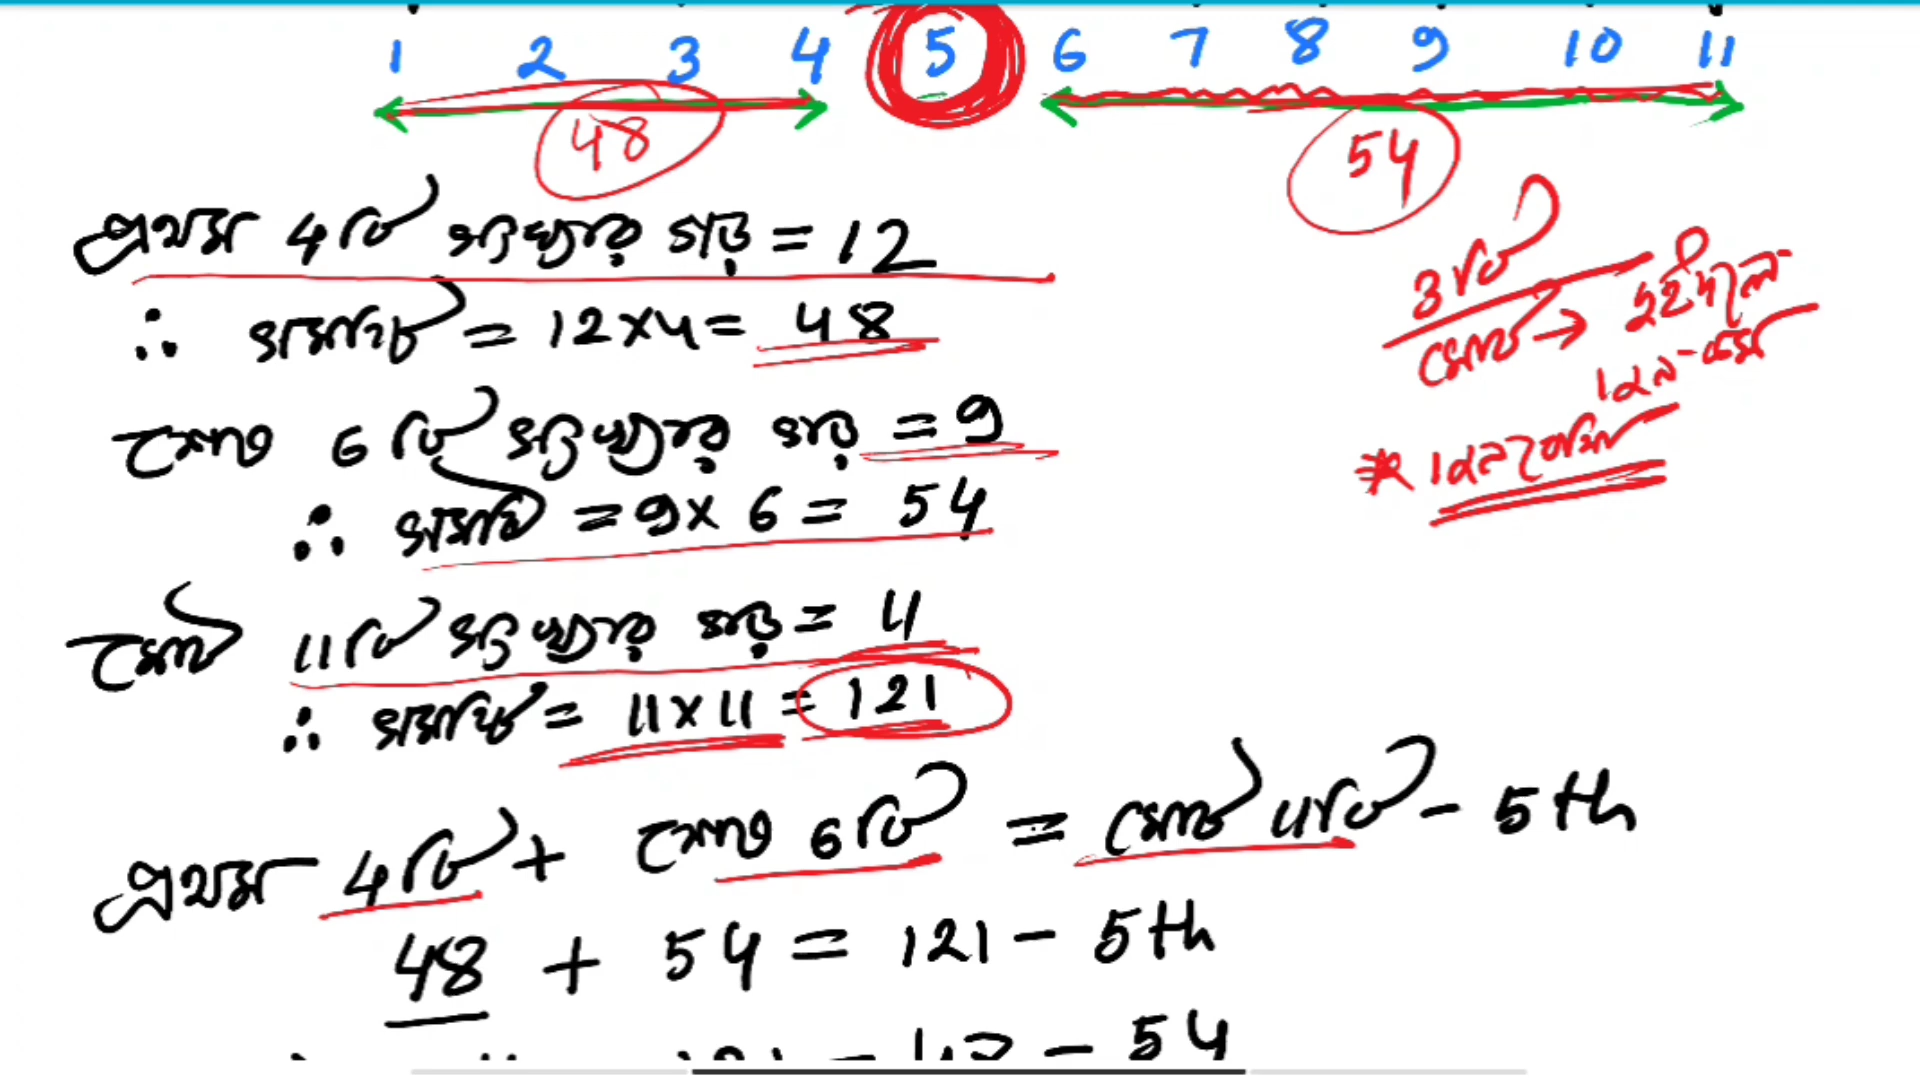 1 2 3 4 5 6 7 8 9 10 11
48 54
প্রথম 4টি সংখ্যার গড় = 12
∴ সমষ্টি = 12×4 = 48
শেষ 6 টি সংখ্যার গড় = 9
∴ সমষ্টি = 9× 6 = 54
মোট 11টি সংখ্যার গড় = 11
∴ সমষ্টি = 11×11 = 121
প্রথম 4টি + শেষ 6টি = মোট 11টি - 5th
48 + 54 = 121 - 5th
54
3টি
মোট →